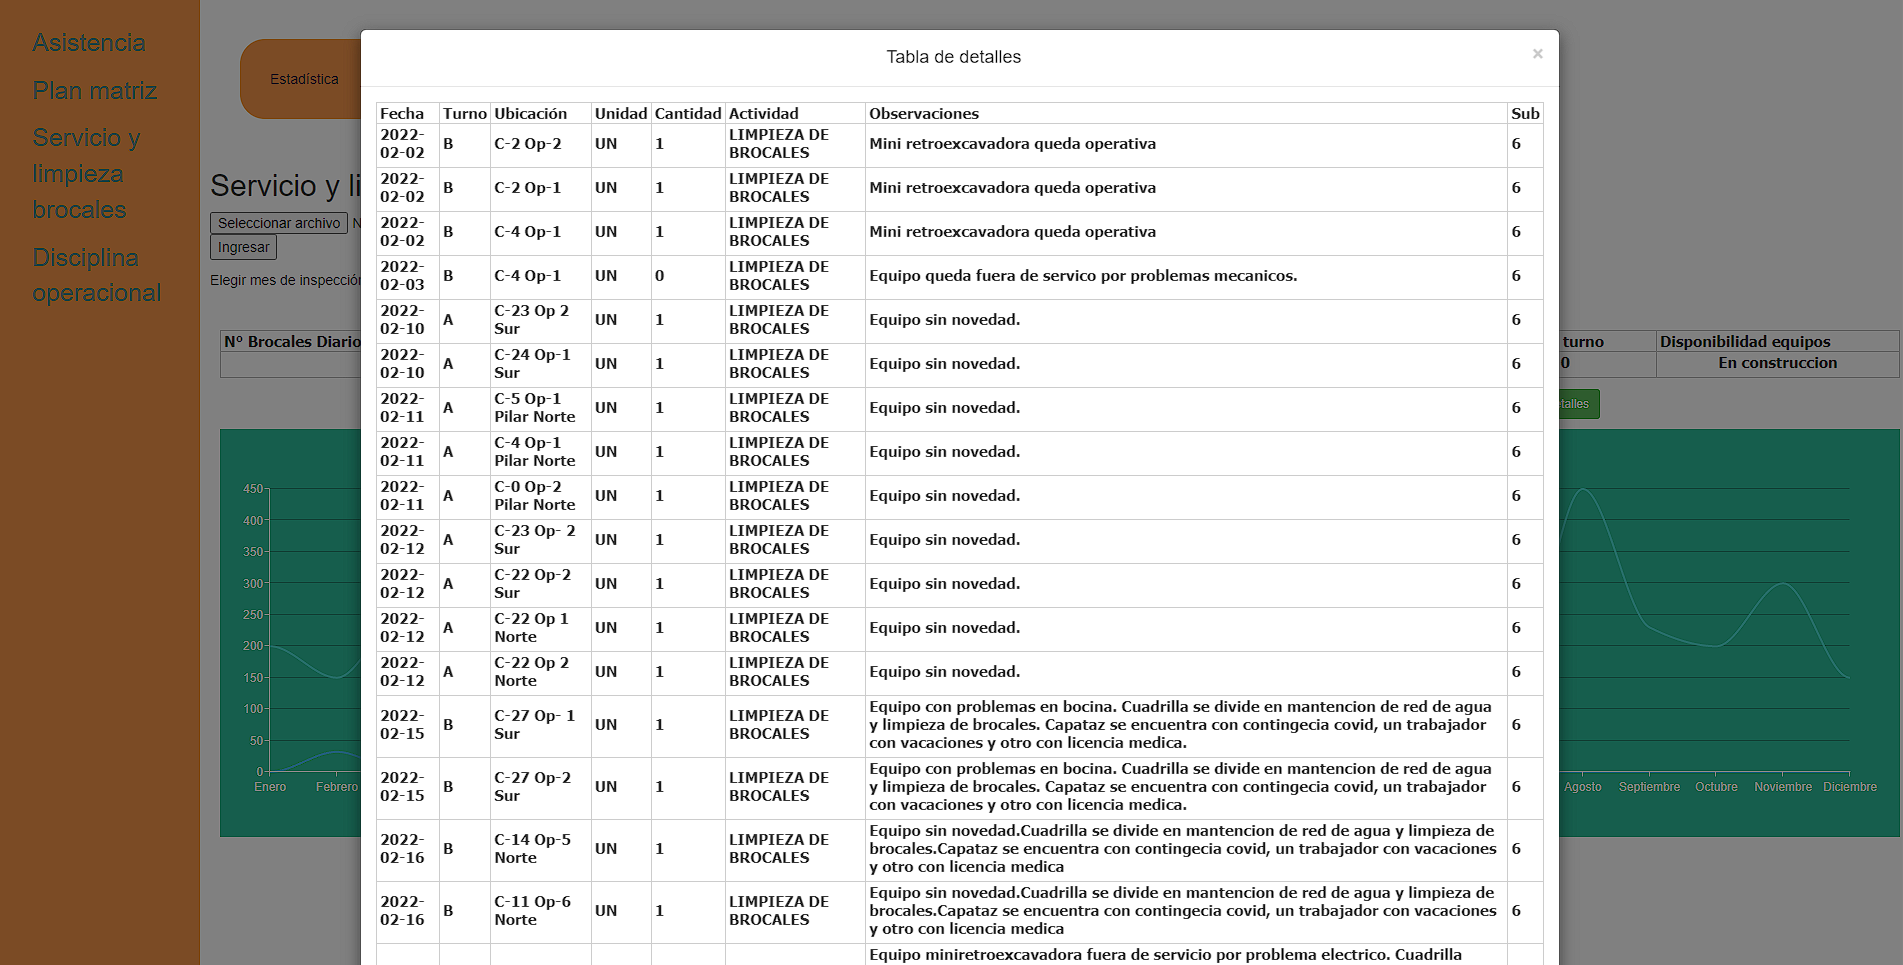 Asistencia
Plan matriz
Servicio y
limpieza
brocales
Disciplina
operacional
Estadística
Servicio y li
Seleccionar archivo N
Ingresar
Elegir mes de inspección
Nº Brocales Diario
turno Disponibilidad equipos
0 En construccion
talles
450
400
350
300
250
200
150
100
50
0
Enero Febrero
Agosto Septiembre Octubre Noviembre Diciembre
Tabla de detalles ×
Fecha Turno Ubicación Unidad Cantidad Actividad Observaciones Sub
2022-02-02 B C-2 Op-2 UN 1 LIMPIEZA DE BROCALES Mini retroexcavadora queda operativa 6
2022-02-02 B C-2 Op-1 UN 1 LIMPIEZA DE BROCALES Mini retroexcavadora queda operativa 6
2022-02-02 B C-4 Op-1 UN 1 LIMPIEZA DE BROCALES Mini retroexcavadora queda operativa 6
2022-02-03 B C-4 Op-1 UN 0 LIMPIEZA DE BROCALES Equipo queda fuera de servico por problemas mecanicos. 6
2022-02-10 A C-23 Op 2 Sur UN 1 LIMPIEZA DE BROCALES Equipo sin novedad. 6
2022-02-10 A C-24 Op-1 Sur UN 1 LIMPIEZA DE BROCALES Equipo sin novedad. 6
2022-02-11 A C-5 Op-1 Pilar Norte UN 1 LIMPIEZA DE BROCALES Equipo sin novedad. 6
2022-02-11 A C-4 Op-1 Pilar Norte UN 1 LIMPIEZA DE BROCALES Equipo sin novedad. 6
2022-02-11 A C-0 Op-2 Pilar Norte UN 1 LIMPIEZA DE BROCALES Equipo sin novedad. 6
2022-02-12 A C-23 Op- 2 Sur UN 1 LIMPIEZA DE BROCALES Equipo sin novedad. 6
2022-02-12 A C-22 Op-2 Sur UN 1 LIMPIEZA DE BROCALES Equipo sin novedad. 6
2022-02-12 A C-22 Op 1 Norte UN 1 LIMPIEZA DE BROCALES Equipo sin novedad. 6
2022-02-12 A C-22 Op 2 Norte UN 1 LIMPIEZA DE BROCALES Equipo sin novedad. 6
2022-02-15 B C-27 Op- 1 Sur UN 1 LIMPIEZA DE BROCALES Equipo con problemas en bocina. Cuadrilla se divide en mantencion de red de agua y limpieza de brocales. Capataz se encuentra con contingecia covid, un trabajador con vacaciones y otro con licencia medica. 6
2022-02-15 B C-27 Op-2 Sur UN 1 LIMPIEZA DE BROCALES Equipo con problemas en bocina. Cuadrilla se divide en mantencion de red de agua y limpieza de brocales. Capataz se encuentra con contingecia covid, un trabajador con vacaciones y otro con licencia medica. 6
2022-02-16 B C-14 Op-5 Norte UN 1 LIMPIEZA DE BROCALES Equipo sin novedad.Cuadrilla se divide en mantencion de red de agua y limpieza de brocales.Capataz se encuentra con contingecia covid, un trabajador con vacaciones y otro con licencia medica 6
2022-02-16 B C-11 Op-6 Norte UN 1 LIMPIEZA DE BROCALES Equipo sin novedad.Cuadrilla se divide en mantencion de red de agua y limpieza de brocales.Capataz se encuentra con contingecia covid, un trabajador con vacaciones y otro con licencia medica 6
Equipo miniretroexcavadora fuera de servicio por problema electrico. Cuadrilla